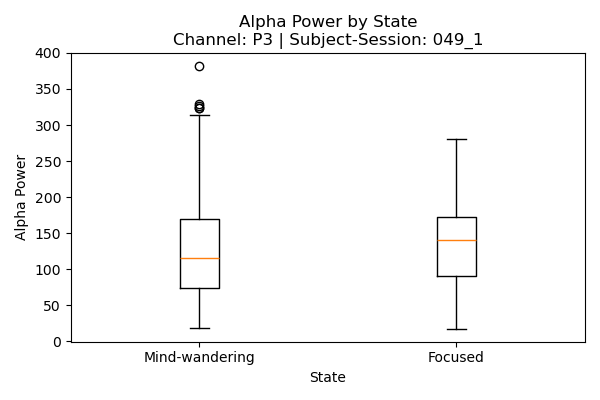 Alpha Power by State
Channel: P3 | Subject-Session: 049_1
400
350
300
250
200
150
100
50
0
Alpha Power
Mind-wandering
Focused
State